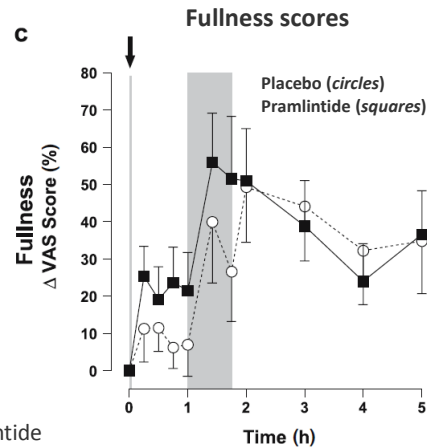 Fullness scores
c
80
70
60
50
40
30
20
10
0
Placebo (circles)
Pramlintide (squares)
Fullness
Δ VAS Score (%)
0 1 2 3 4 5
Time (h)
ntide